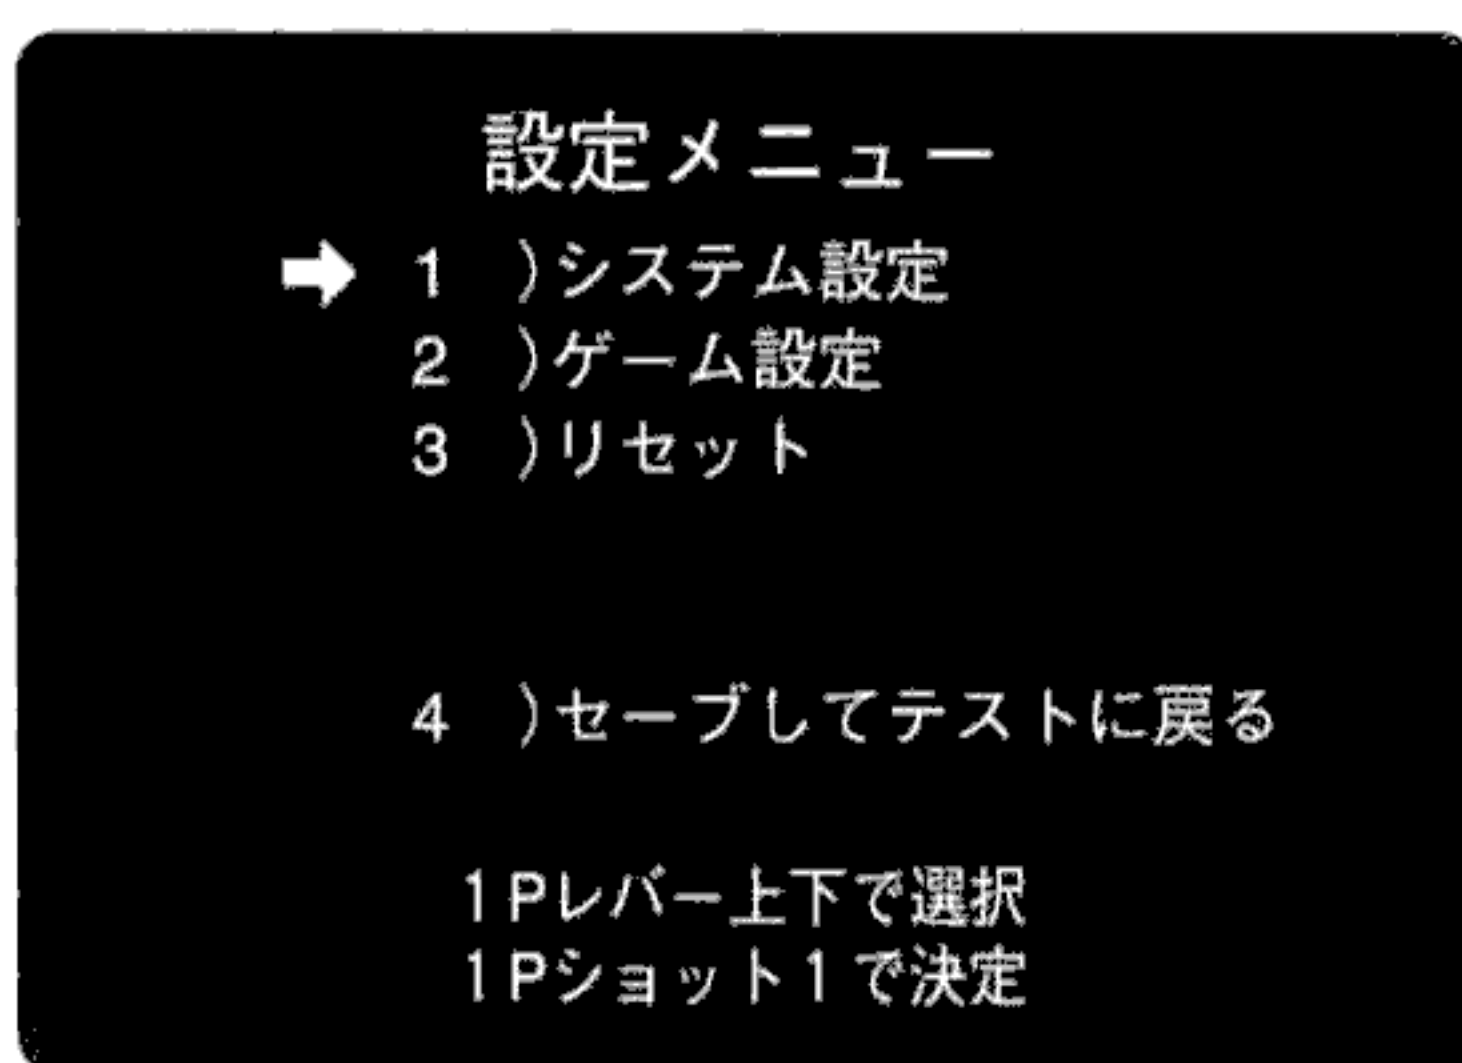 設定メニュー
1 )システム設定
2 )ゲーム設定
3 )リセット
4 )セーブしてテストに戻る
1Pレバー上下で選択
1Pショット1で決定